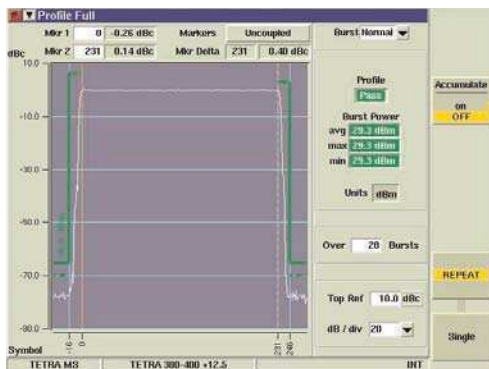 Profile Full
Mkr 1 0 -0.26 dBc Markers Uncoupled Burst Normal
dBc Mkr 2 231 0.14 dBc Mkr Delta 231 0.40 dBc
10.0
-10.0
-30.0
-50.0
-70.0
-90.0
Symbol -16 0 231 246
Profile
Pass
Burst Power
avg 29.3 dBm
max 29.3 dBm
min 29.3 dBm
Units dBm
Over 20 Bursts
Top Ref 10.0 dBc
dB / div 20
Accumulate
on
OFF
REPEAT
Single
TETRA MS TETRA 380-400 +12.5 INT